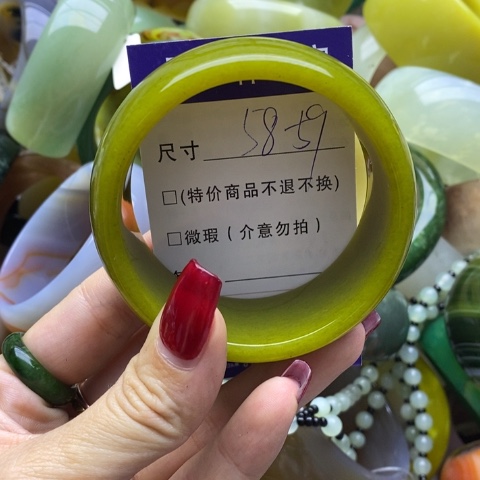 尺寸 58-59
□(特价商品不退不换)
□微瑕(介意勿拍)